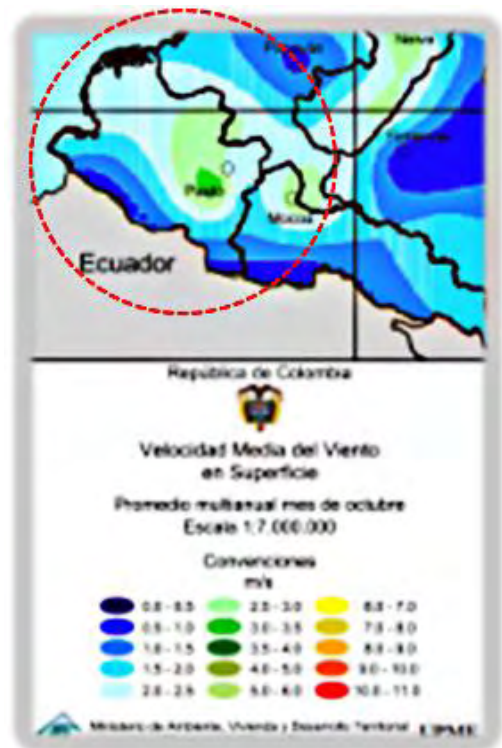 Popayán
Neiva
Pasto
Mocoa
Ecuador
República de Colombia
Velocidad Media del Viento
en Superficie
Promedio multianual mes de octubre
Escala 1:7.000.000
Convenciones
m/s
0.0 - 0.5 2.5 - 3.0 6.0 - 7.0
0.5 - 1.0 3.0 - 3.5 7.0 - 8.0
1.0 - 1.5 3.5 - 4.0 8.0 - 9.0
1.5 - 2.0 4.0 - 5.0 9.0 - 10.0
2.0 - 2.5 5.0 - 6.0 10.0 - 11.0
Ministerio de Ambiente, Vivienda y Desarrollo Territorial UPME